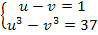 u − v = 1
u³ − v³ = 37